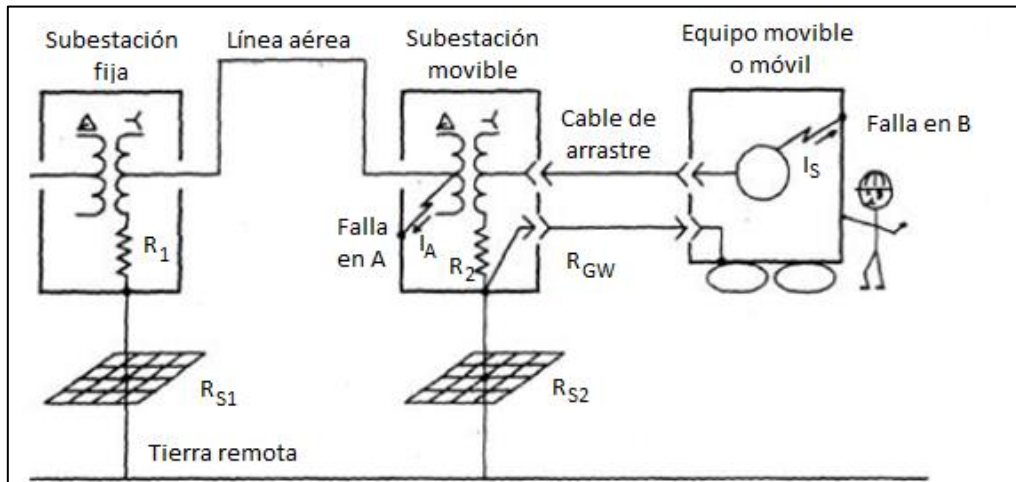 Subestación
fija
Línea aérea
Subestación
movible
Equipo movible
o móvil
Cable de
arrastre
Falla en B
I_S
Falla
en A
I_A
R_1
R_2
R_GW
R_S1
R_S2
Tierra remota